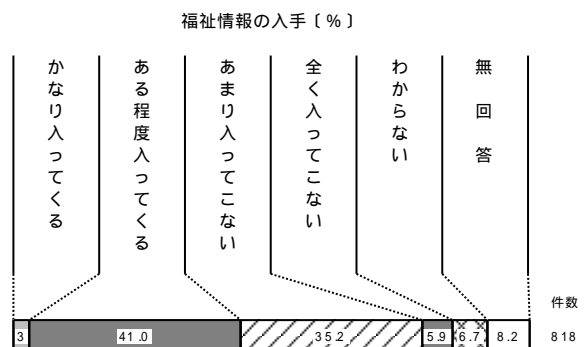 福祉情報の入手〔%〕
かなり入ってくる
ある程度入ってくる
あまり入ってこない
全く入ってこない
わからない
無回答
件数
3 41.0 35.2 5.9 6.7 8.2 818